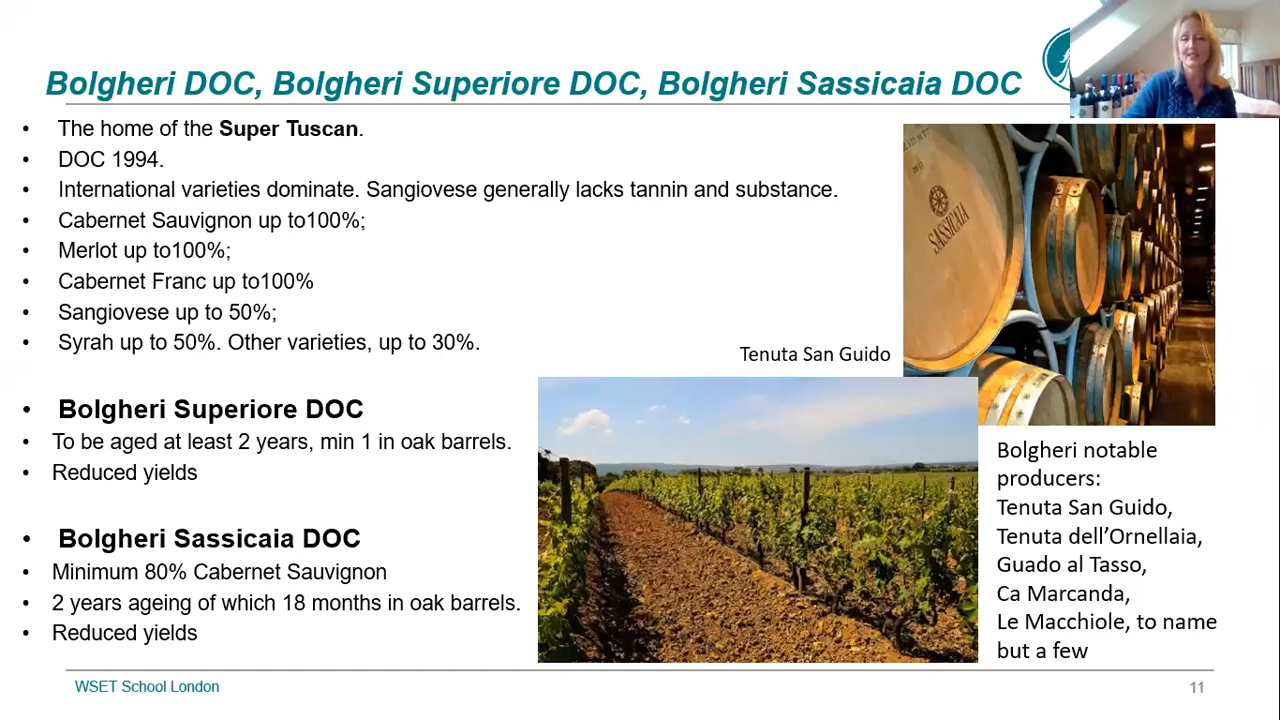 Bolgheri DOC, Bolgheri Superiore DOC, Bolgheri Sassicaia DOC
• The home of the Super Tuscan.
• DOC 1994.
• International varieties dominate. Sangiovese generally lacks tannin and substance.
• Cabernet Sauvignon up to100%;
• Merlot up to100%;
• Cabernet Franc up to100%
• Sangiovese up to 50%;
• Syrah up to 50%. Other varieties, up to 30%.
Tenuta San Guido
SASSICAIA
• Bolgheri Superiore DOC
• To be aged at least 2 years, min 1 in oak barrels.
• Reduced yields
• Bolgheri Sassicaia DOC
• Minimum 80% Cabernet Sauvignon
• 2 years ageing of which 18 months in oak barrels.
• Reduced yields
Bolgheri notable
producers:
Tenuta San Guido,
Tenuta dell’Ornellaia,
Guado al Tasso,
Ca Marcanda,
Le Macchiole, to name
but a few
WSET School London
11